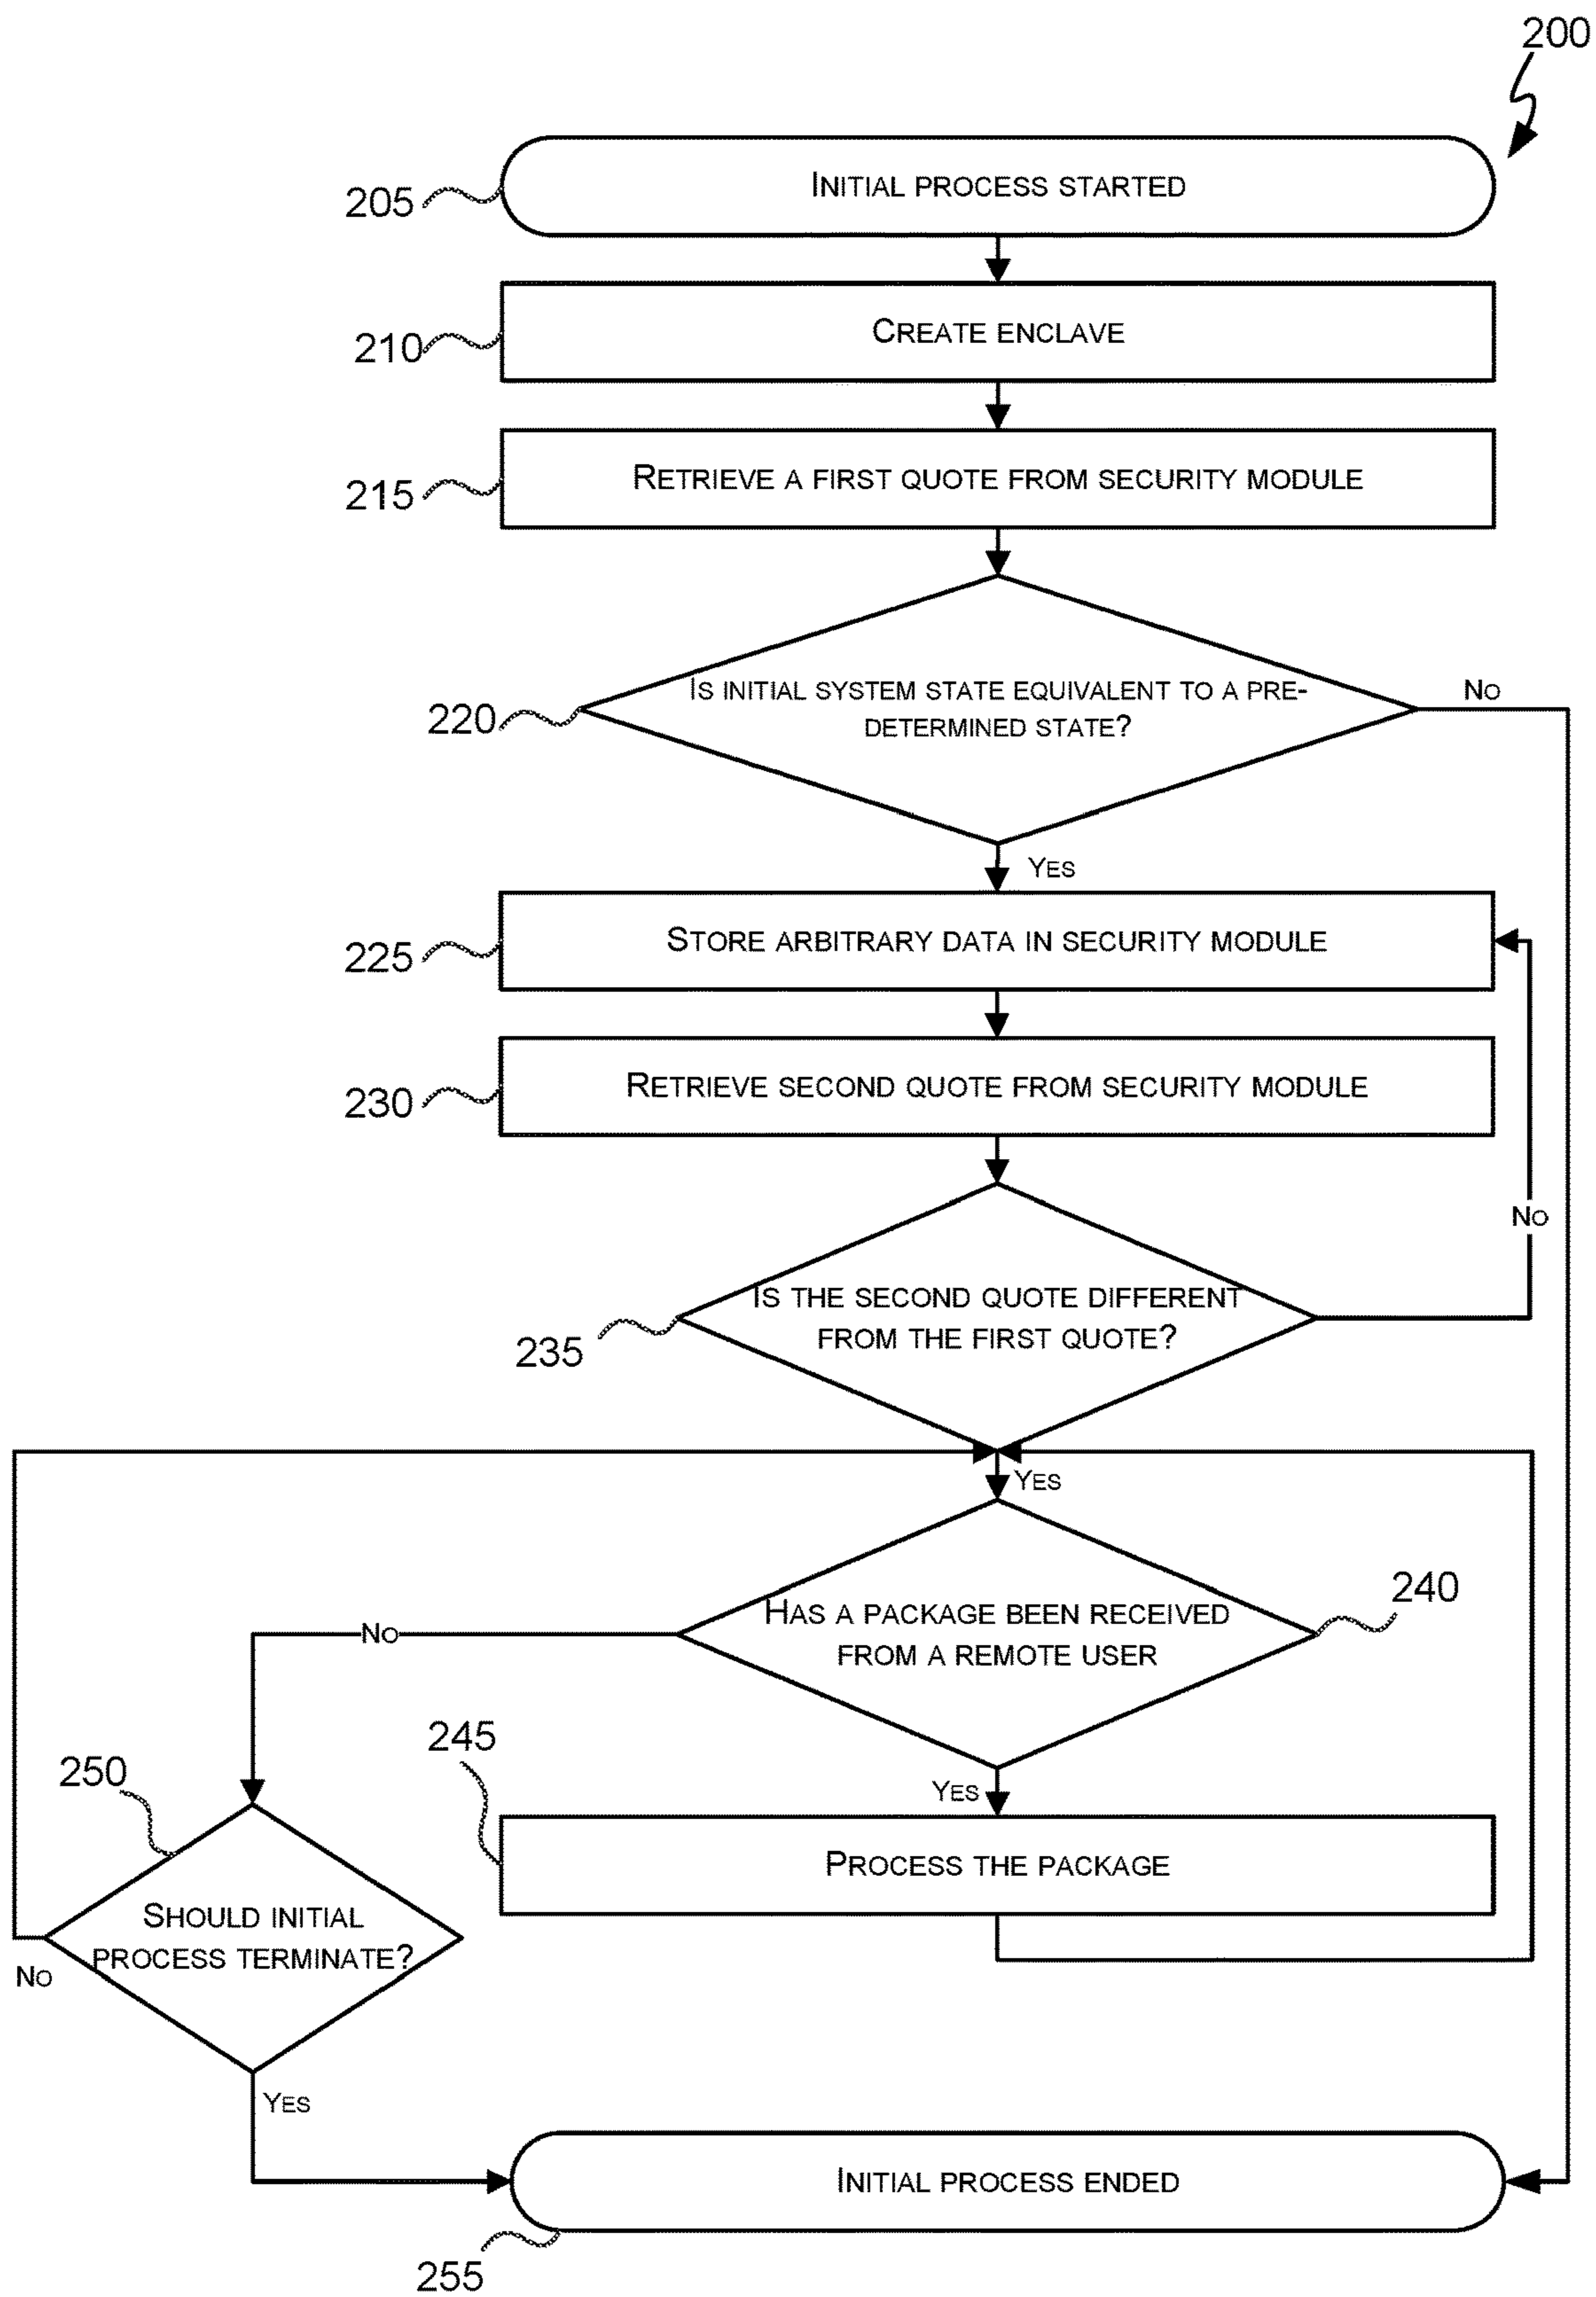 200
INITIAL PROCESS STARTED
205
CREATE ENCLAVE
210
RETRIEVE A FIRST QUOTE FROM SECURITY MODULE
215
IS INITIAL SYSTEM STATE EQUIVALENT TO A PRE-
DETERMINED STATE?
NO
220
YES
STORE ARBITRARY DATA IN SECURITY MODULE
225
RETRIEVE SECOND QUOTE FROM SECURITY MODULE
230
NO
IS THE SECOND QUOTE DIFFERENT
FROM THE FIRST QUOTE?
235
YES
240
HAS A PACKAGE BEEN RECEIVED
FROM A REMOTE USER
NO
245
250
YES
PROCESS THE PACKAGE
SHOULD INITIAL
PROCESS TERMINATE?
NO
YES
INITIAL PROCESS ENDED
255